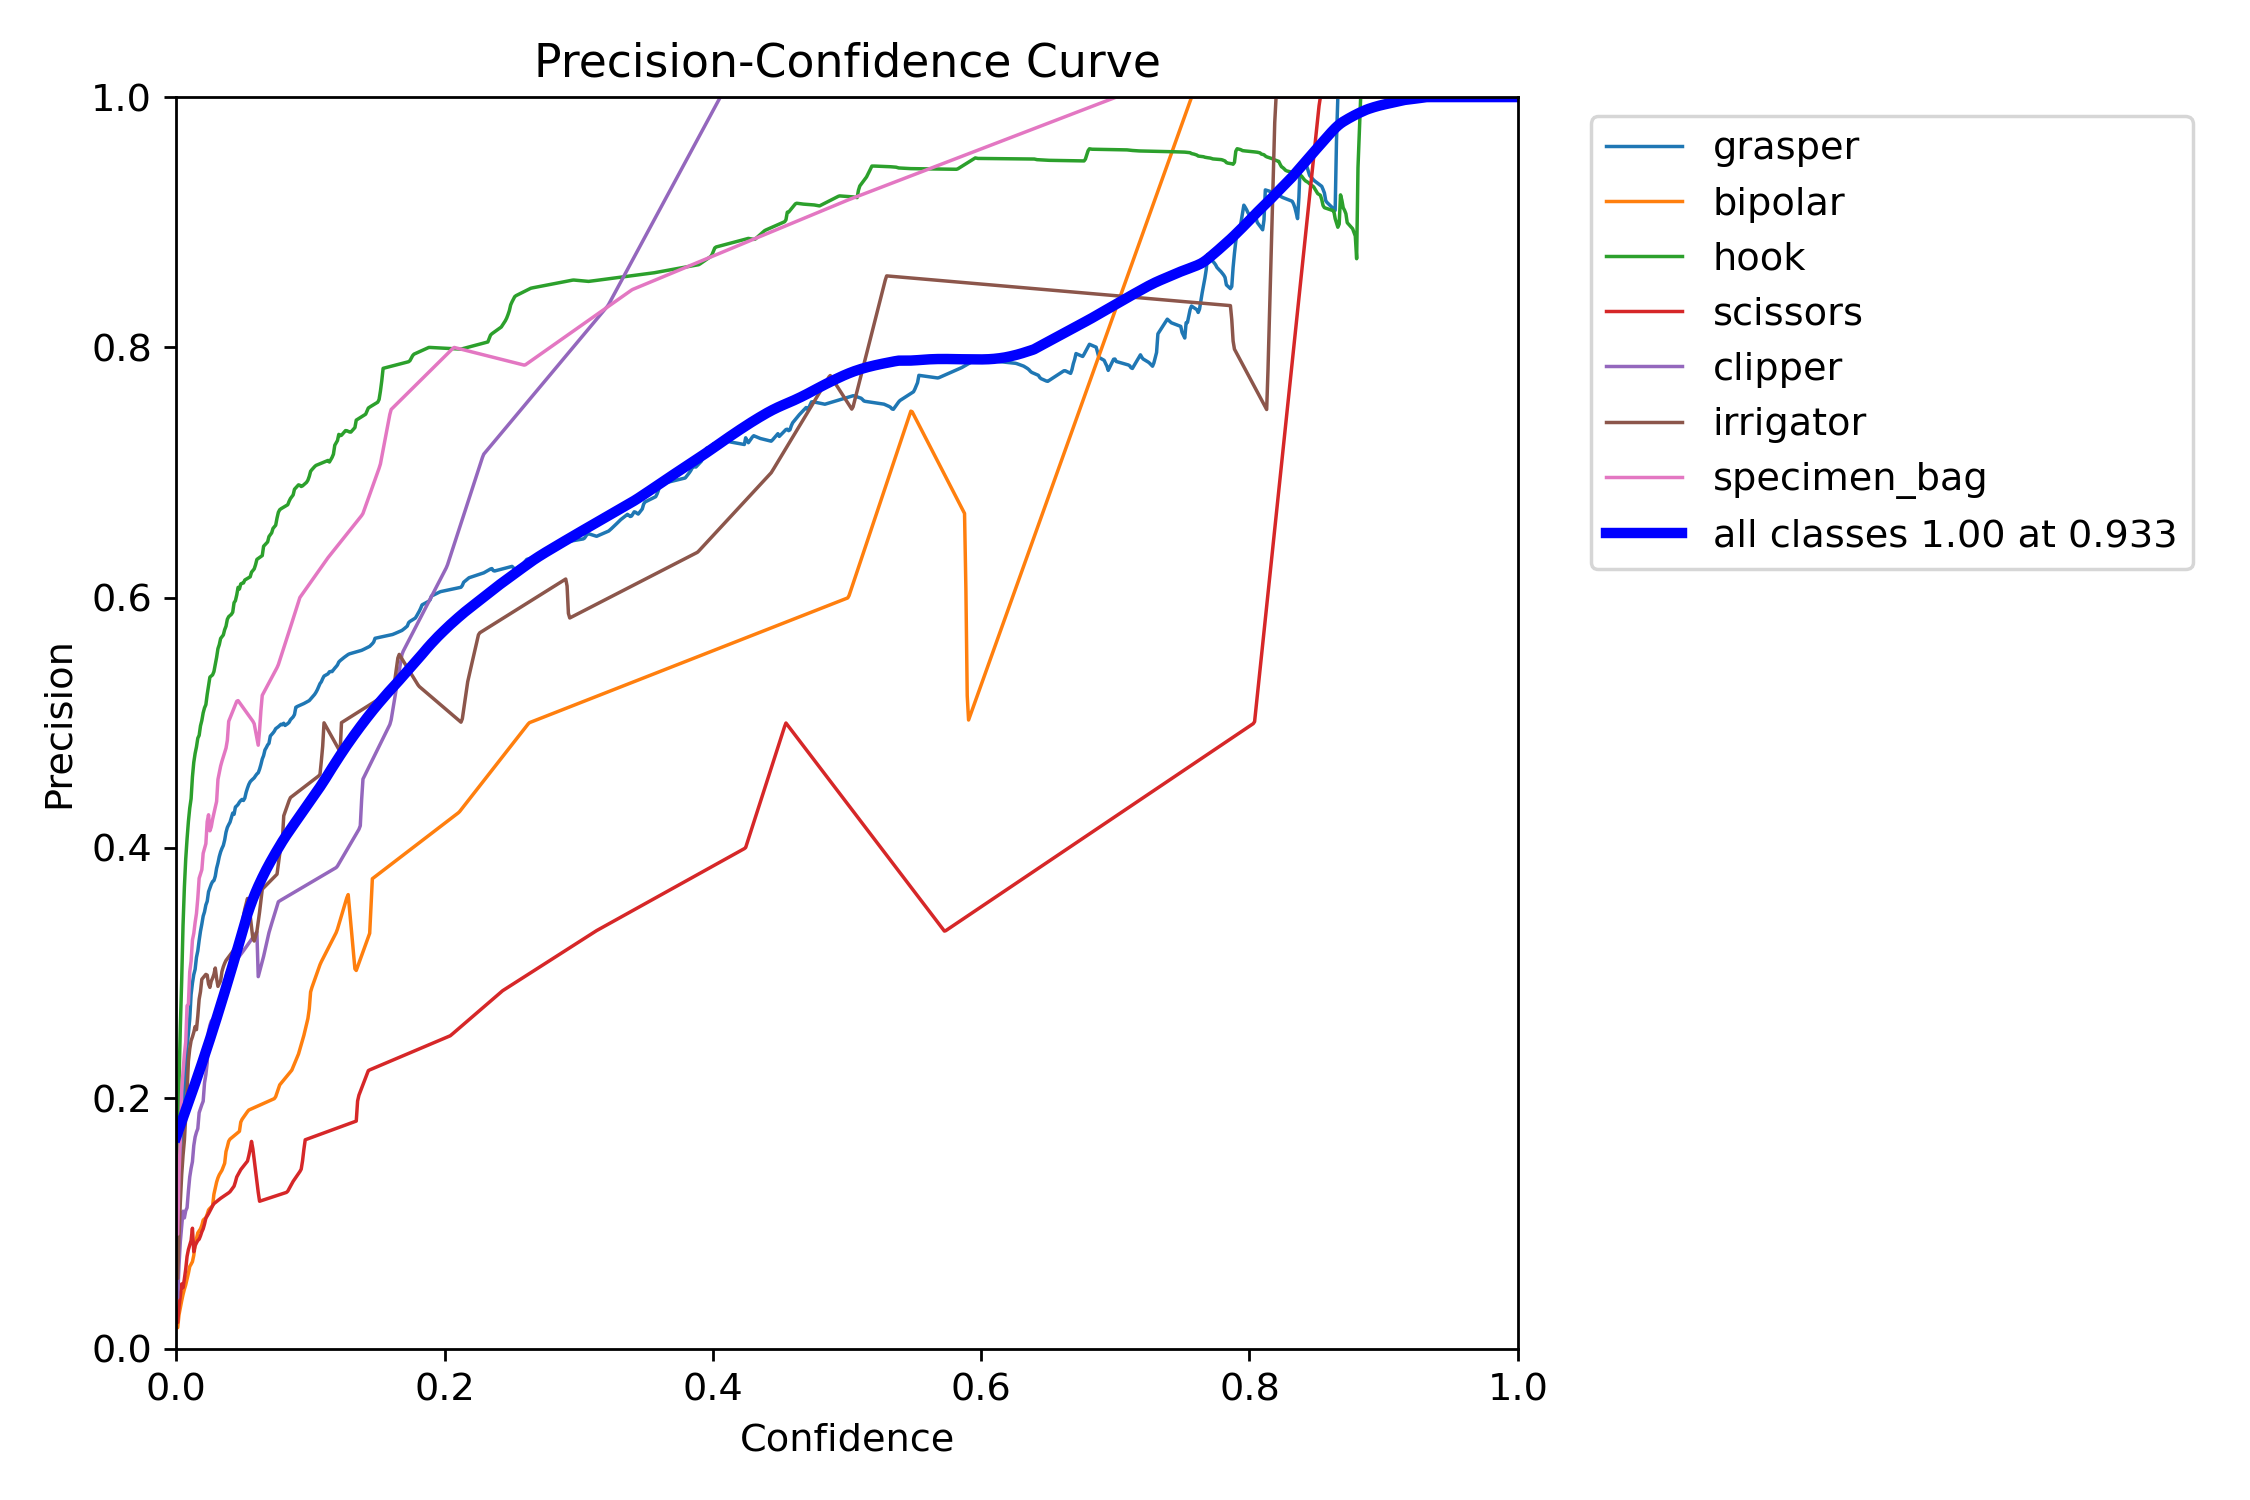 Precision-Confidence Curve
1.0
0.8
0.6
0.4
0.2
0.0
Precision
0.0 0.2 0.4 0.6 0.8 1.0
Confidence
grasper
bipolar
hook
scissors
clipper
irrigator
specimen_bag
all classes 1.00 at 0.933